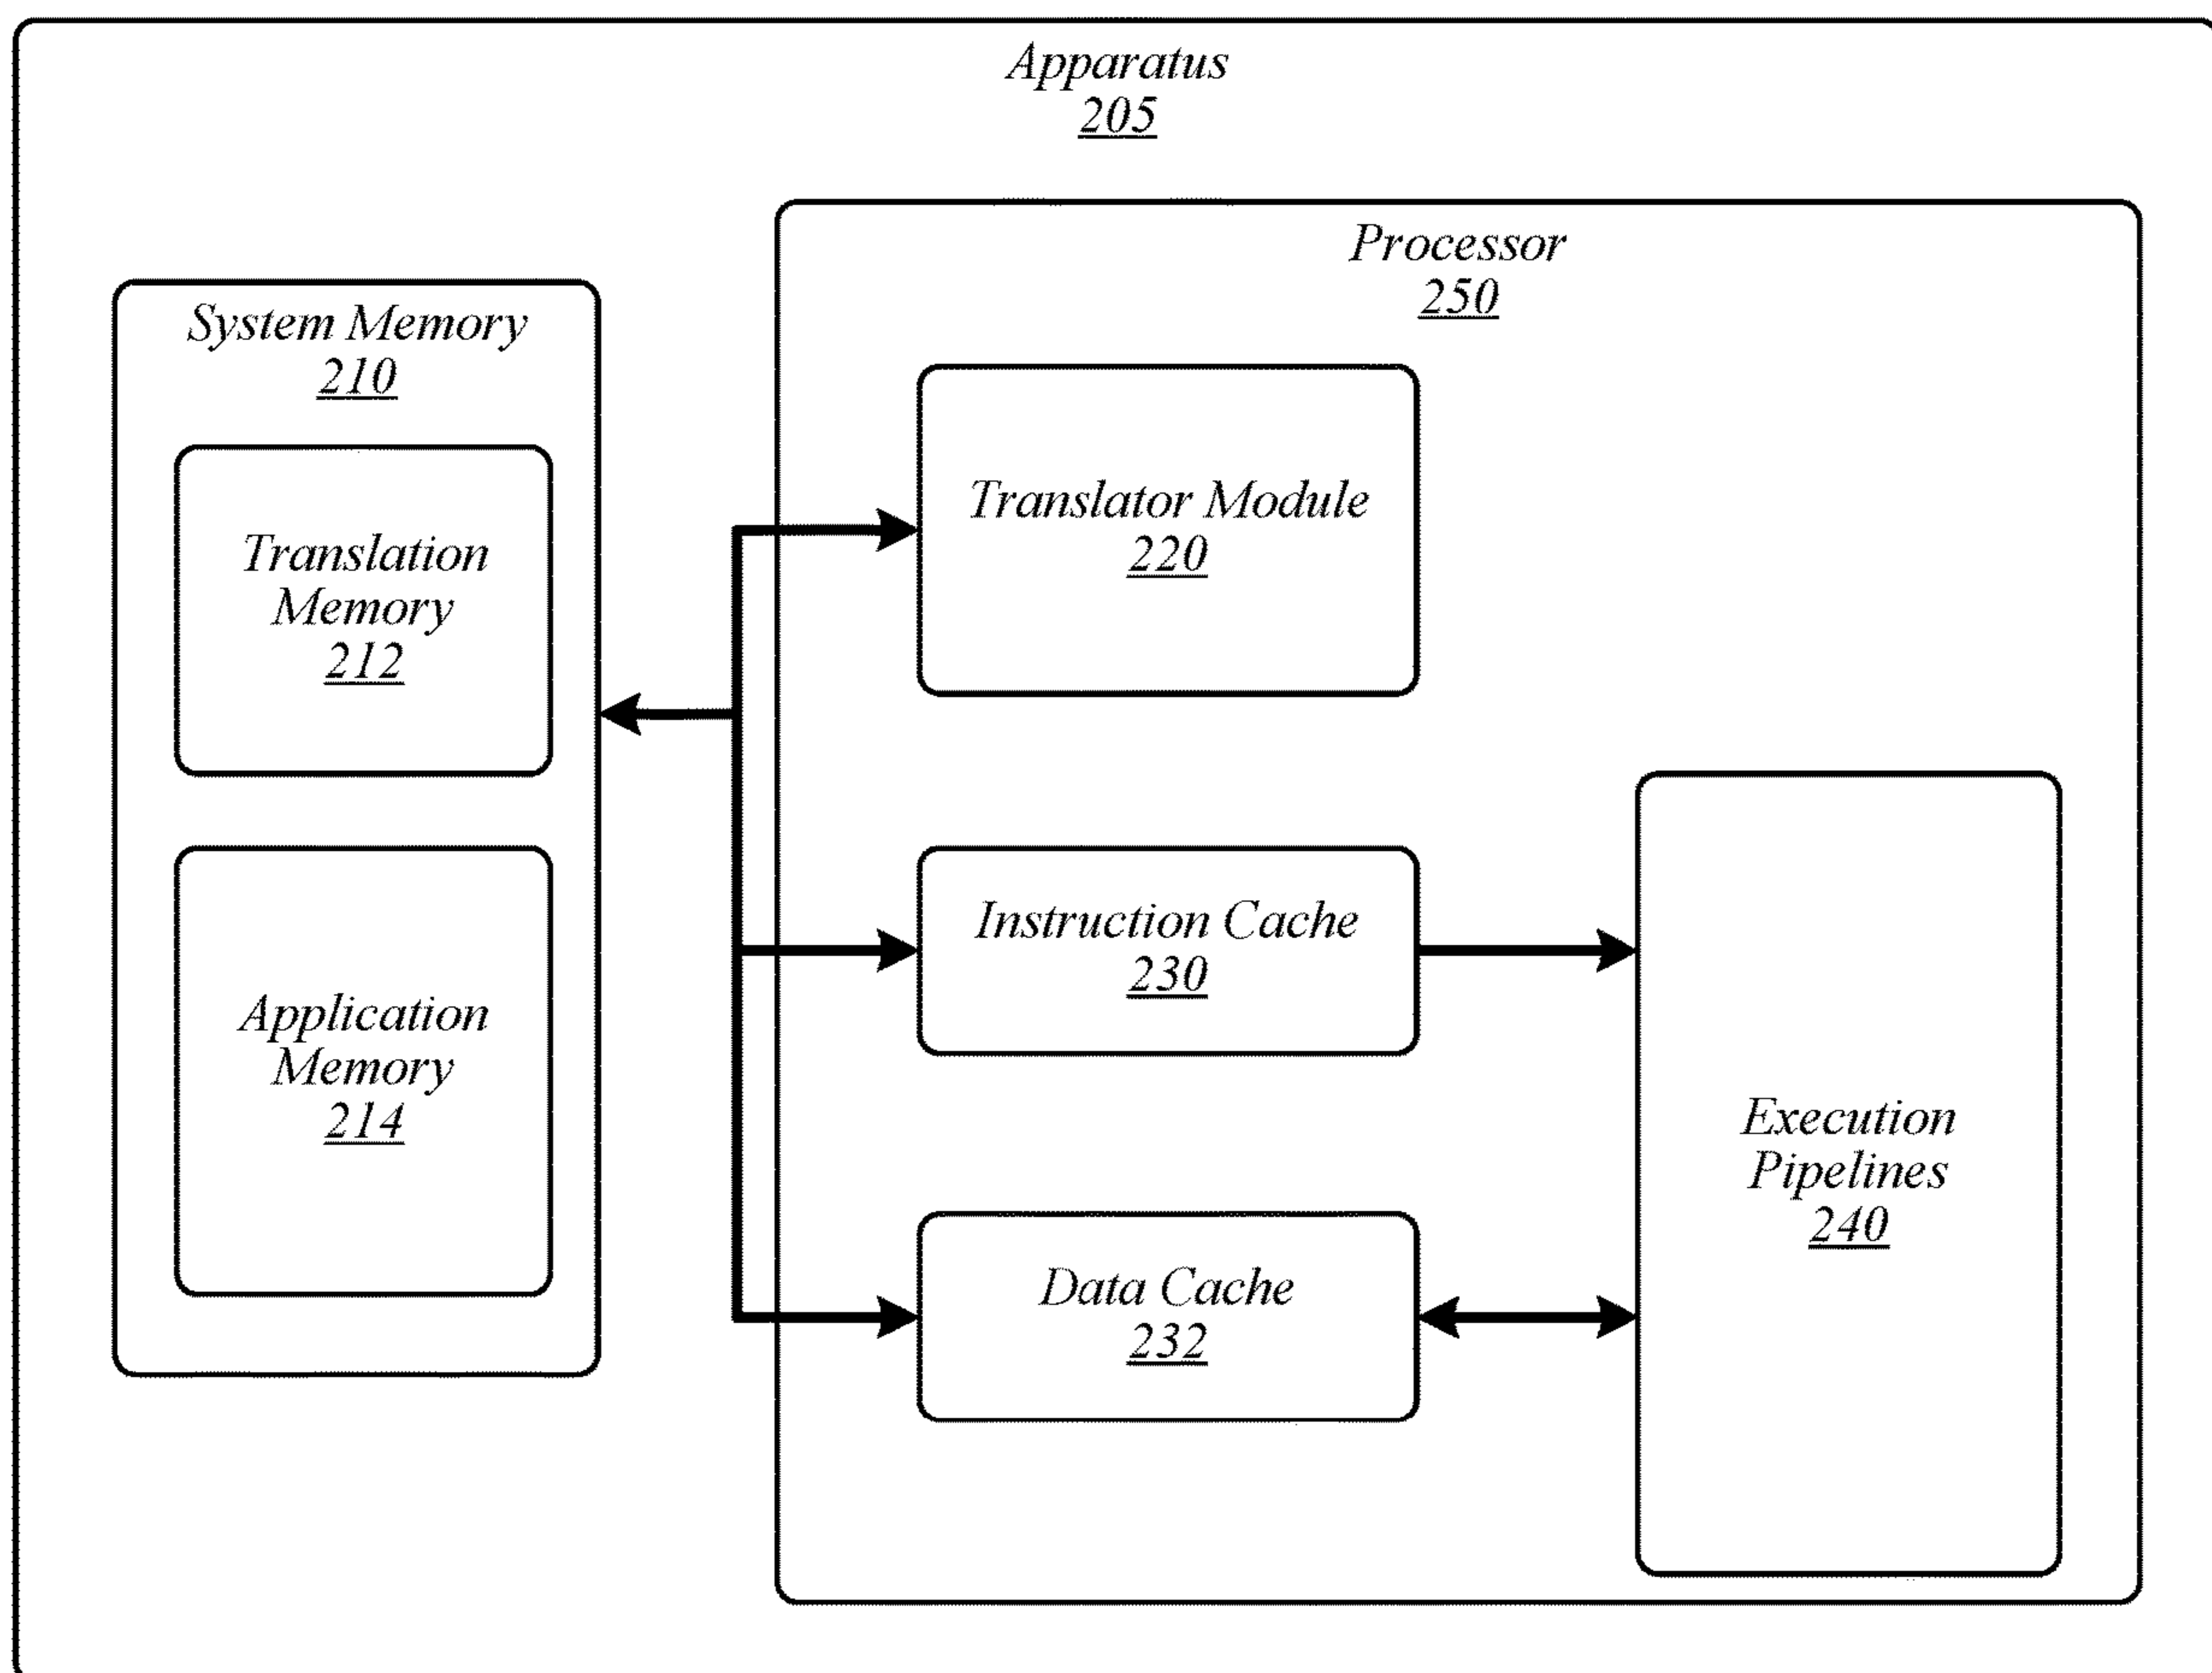 Apparatus
205
Processor
250
System Memory
210
Translation
Memory
212
Application
Memory
214
Translator Module
220
Instruction Cache
230
Data Cache
232
Execution
Pipelines
240